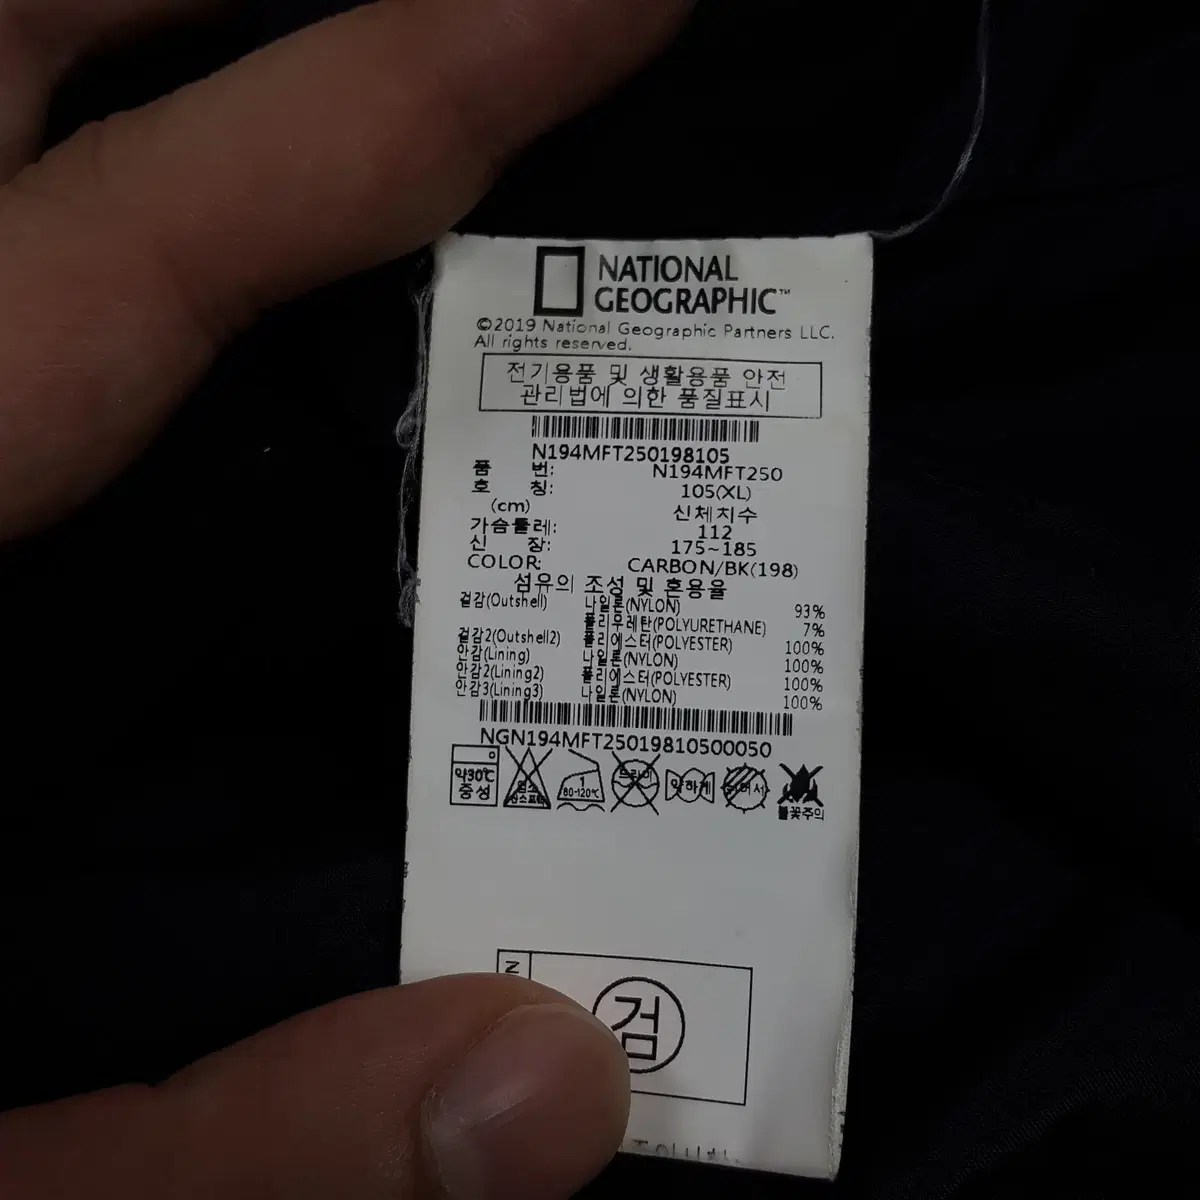 NATIONAL
GEOGRAPHIC™
©2019 National Geographic Partners LLC.
All rights reserved.
전기용품 및 생활용품 안전
관리법에 의한 품질표시
N194MFT250198105
품 번: N194MFT250
호 칭: 105(XL)
(cm) 신체치수
가슴둘레: 112
신 장: 175~185
COLOR: CARBON/BK(198)
섬유의 조성 및 혼용율
겉감(Outshell) 나일론(NYLON) 93%
폴리우레탄(POLYURETHANE) 7%
겉감2(Outshell2) 폴리에스터(POLYESTER) 100%
안감(Lining) 나일론(NYLON) 100%
안감2(Lining2) 폴리에스터(POLYESTER) 100%
안감3(Lining3) 나일론(NYLON) 100%
NGN194MFT25019810500050
약30℃ 중성
1 80-120℃
드라이
약하게
불꽃주의
N
검